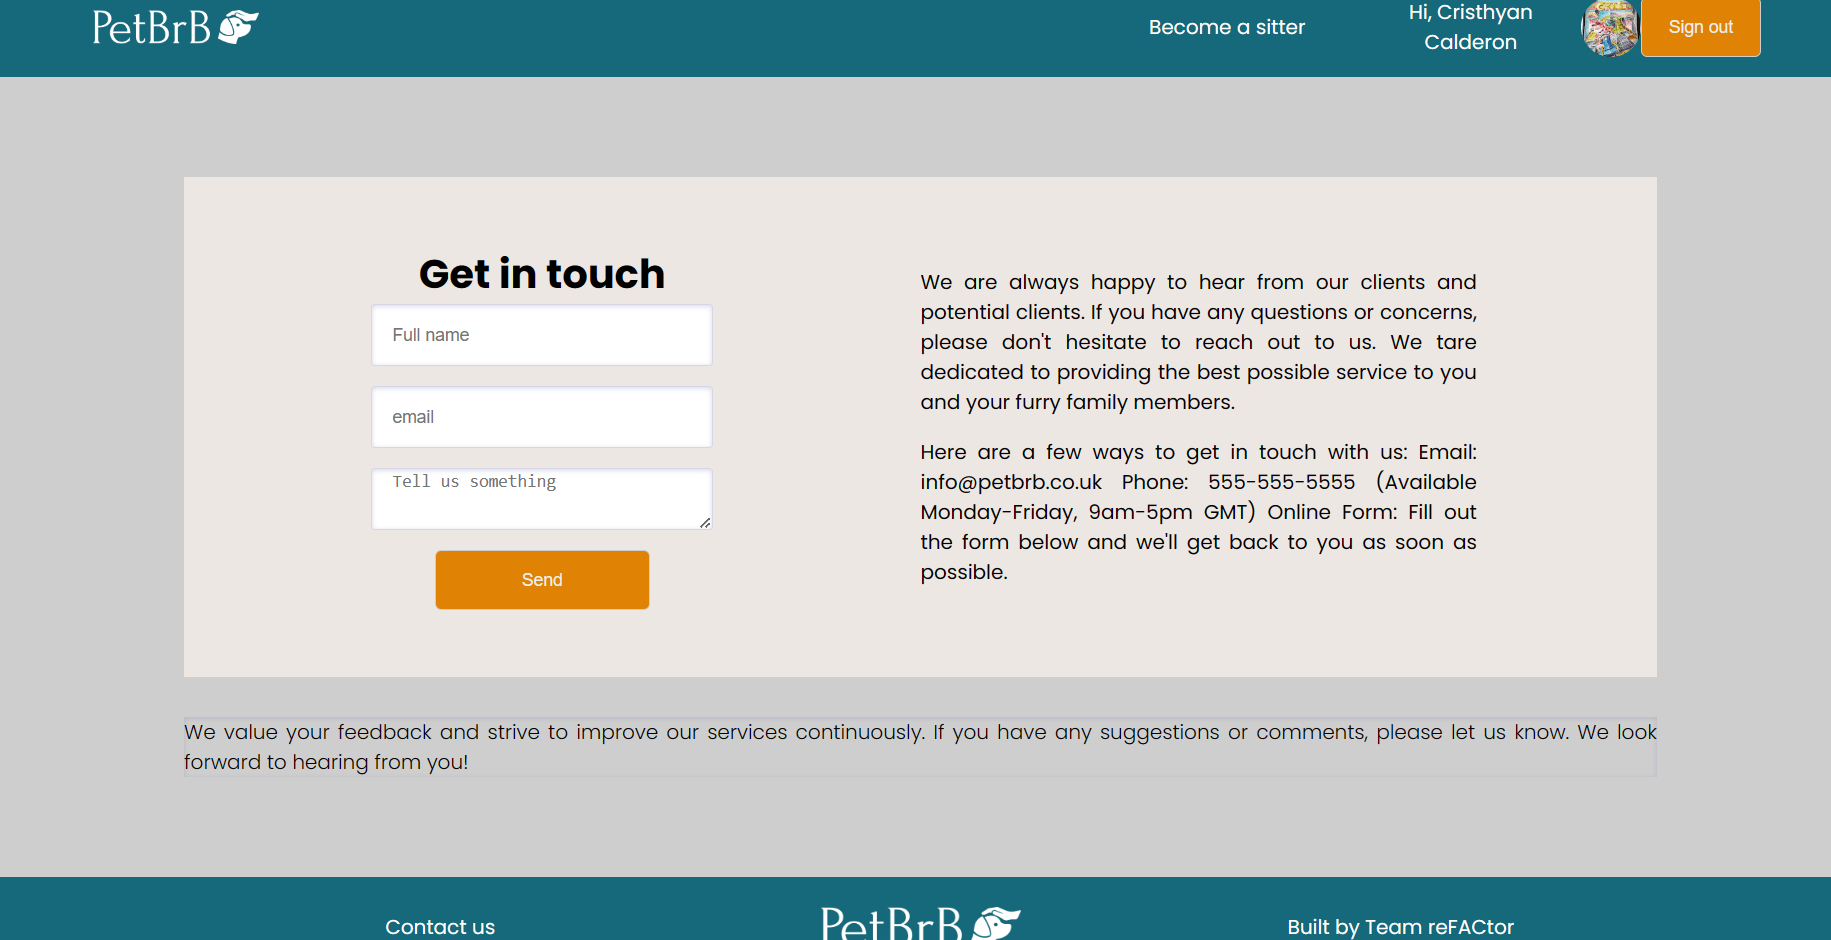 PetBrB
Become a sitter
Hi, Cristhyan
Calderon
Sign out
Get in touch
Full name
email
Tell us something
Send
We are always happy to hear from our clients and
potential clients. If you have any questions or concerns,
please don't hesitate to reach out to us. We tare
dedicated to providing the best possible service to you
and your furry family members.
Here are a few ways to get in touch with us: Email:
info@petbrb.co.uk Phone: 555-555-5555 (Available
Monday-Friday, 9am-5pm GMT) Online Form: Fill out
the form below and we'll get back to you as soon as
possible.
We value your feedback and strive to improve our services continuously. If you have any suggestions or comments, please let us know. We look
forward to hearing from you!
Contact us
PetBrB
Built by Team reFACtor